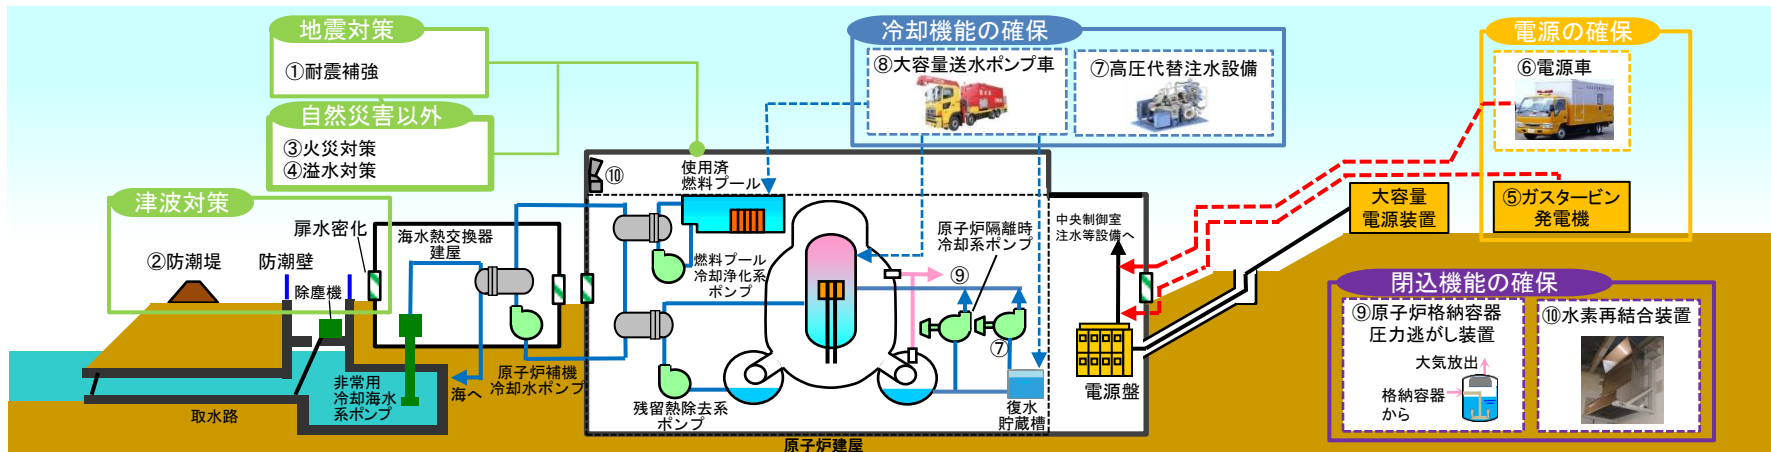 地震対策
①耐震補強
自然災害以外
③火災対策
④溢水対策
津波対策
扉水密化
②防潮堤
防潮壁
除塵機
海水熱交換器
建屋
非常用
冷却海水
系ポンプ
取水路
海へ
原子炉補機
冷却水ポンプ
冷却機能の確保
⑧大容量送水ポンプ車
⑦高圧代替注水設備
⑩
使用済
燃料プール
燃料プール
冷却浄化系
ポンプ
残留熱除去系
ポンプ
原子炉隔離時
冷却系ポンプ
⑨
⑦
復水
貯蔵槽
原子炉建屋
中央制御室
注水等設備へ
電源盤
電源の確保
⑥電源車
大容量
電源装置
⑤ガスタービン
発電機
閉込機能の確保
⑨原子炉格納容器
圧力逃がし装置
大気放出
格納容器
から
⑩水素再結合装置